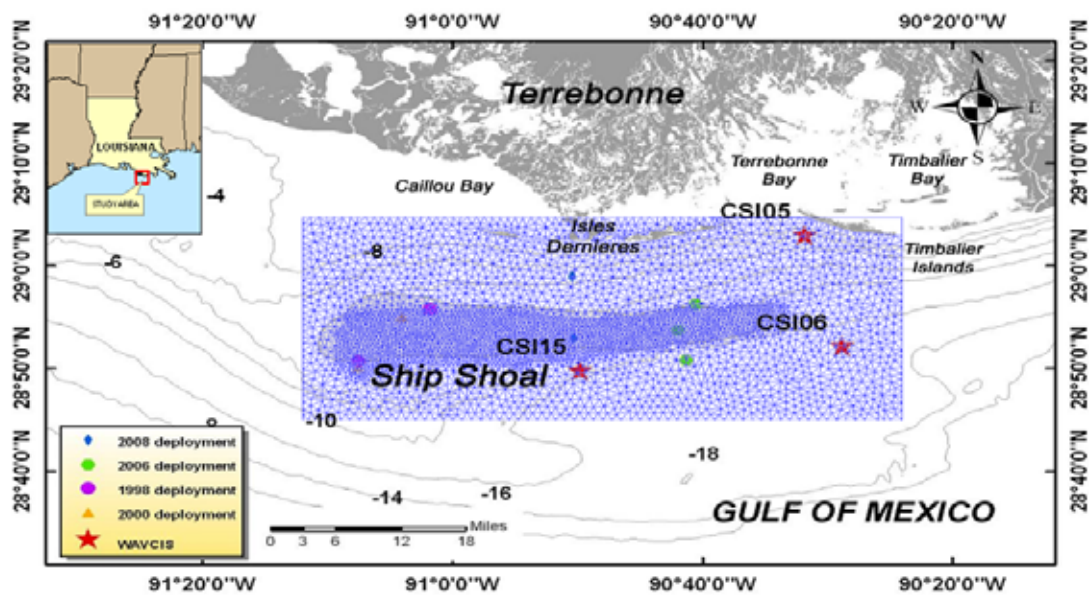 91°20'0"W
91°0'0"W
90°40'0"W
90°20'0"W
29°20'0"N
29°10'0"N
29°0'0"N
28°50'0"N
28°40'0"N
29°20'0"N
29°10'0"N
29°0'0"N
28°50'0"N
28°40'0"N
LOUISIANA
STUDY AREA
Terrebonne
N
W
E
S
Caillou Bay
Terrebonne
Bay
Timbalier
Bay
-4
CSI05
Isles
Dernieres
Timbalier
Islands
-6
-8
CSI06
CSI15
Ship Shoal
-10
-18
-14
-16
GULF OF MEXICO
2008 deployment
2006 deployment
1998 deployment
2000 deployment
WAVCIS
Miles
0 3 6 12 18
91°20'0"W
91°0'0"W
90°40'0"W
90°20'0"W